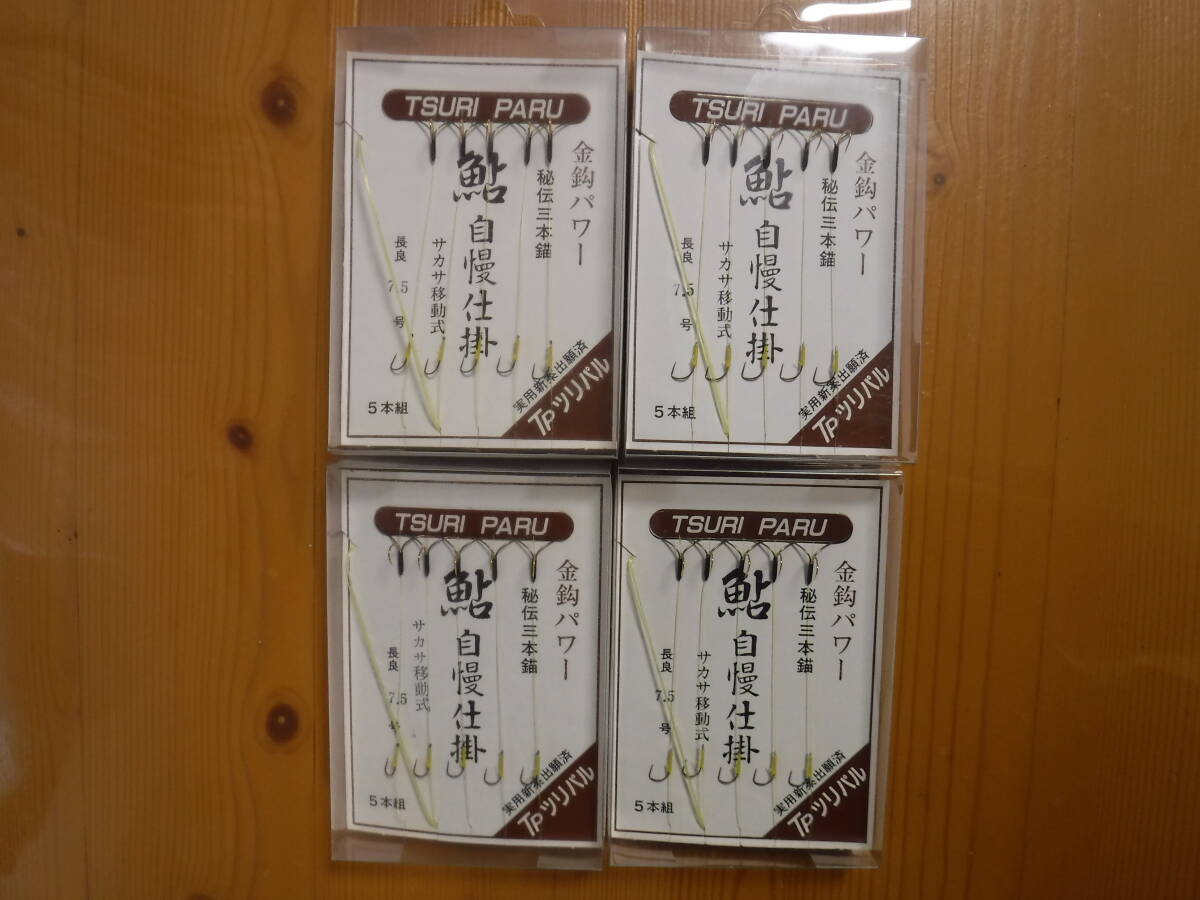 TSURI PARU
金鈎パワー
秘伝三本錨
鮎自慢仕掛
サカサ移動式
長良 7.5 号
5本組
実用新案出願済
TPツリパル
TSURI PARU
金鈎パワー
秘伝三本錨
鮎自慢仕掛
サカサ移動式
長良 7.5 号
5本組
実用新案出願済
TPツリパル
TSURI PARU
金鈎パワー
秘伝三本錨
鮎自慢仕掛
サカサ移動式
長良 7.5 号
5本組
実用新案出願済
TPツリパル
TSURI PARU
金鈎パワー
秘伝三本錨
鮎自慢仕掛
サカサ移動式
長良 7.5 号
5本組
実用新案出願済
TPツリパル